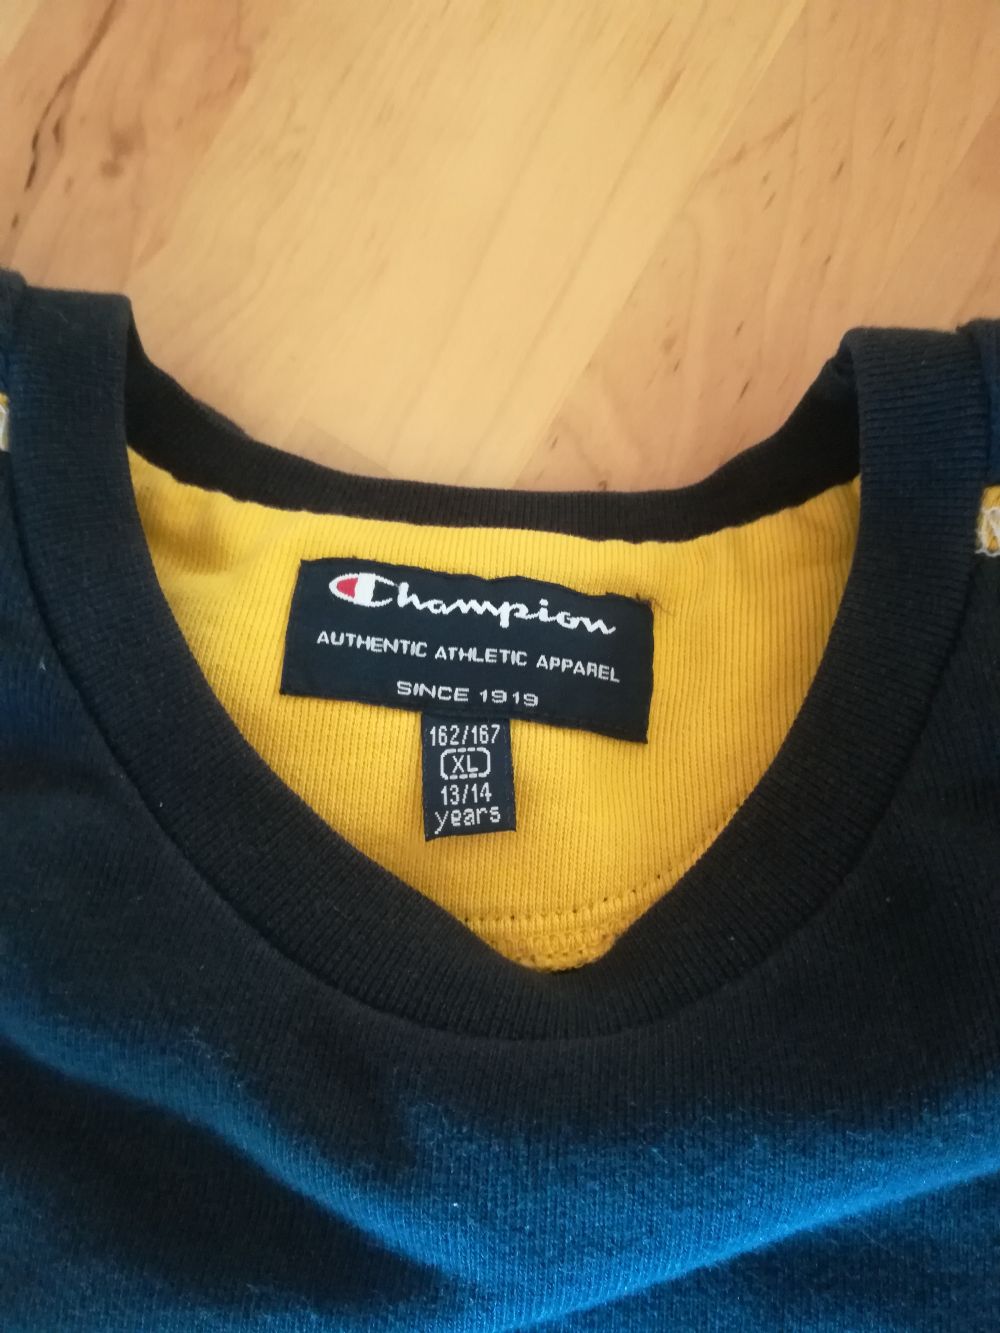 Champion
AUTHENTIC ATHLETIC APPAREL
SINCE 1919
162/167
XL
13/14
years